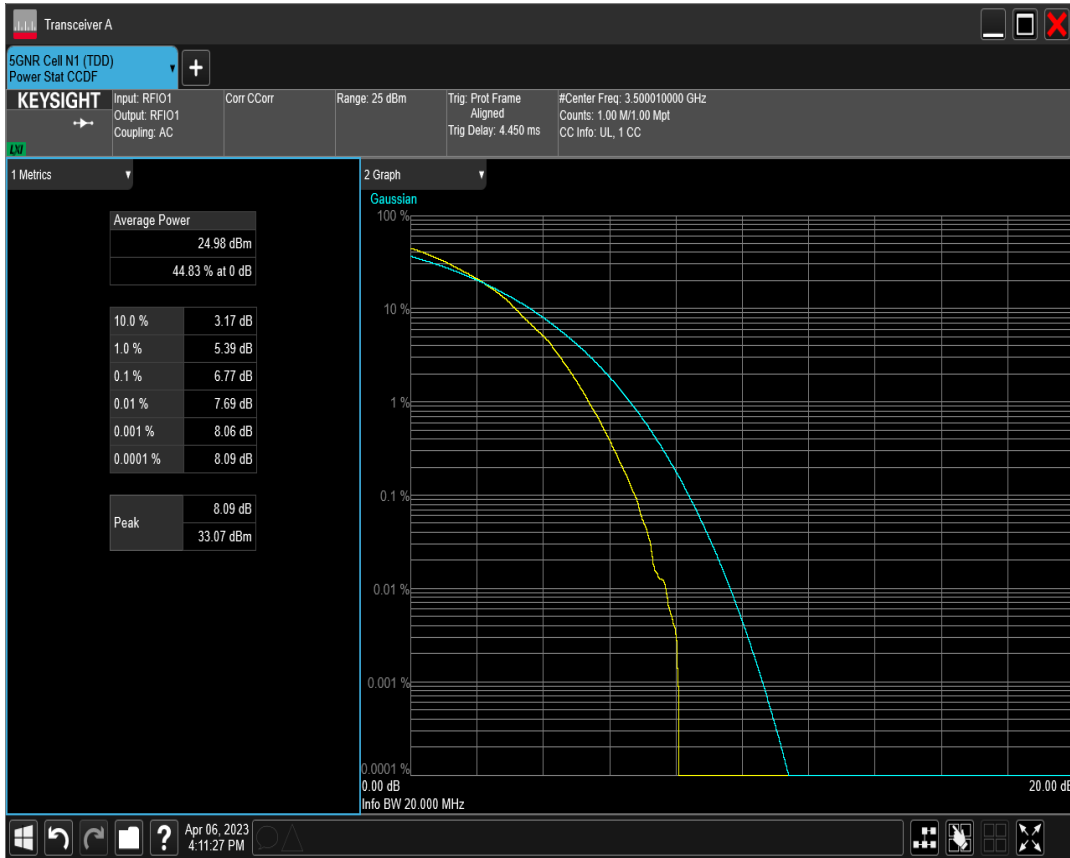 Transceiver A
5GNR Cell N1 (TDD)
Power Stat CCDF
+
KEYSIGHT
LXI
Input: RFIO1
Output: RFIO1
Coupling: AC
Corr CCorr
Range: 25 dBm
Trig: Prot Frame
Aligned
Trig Delay: 4.450 ms
#Center Freq: 3.500010000 GHz
Counts: 1.00 M/1.00 Mpt
CC Info: UL, 1 CC
1 Metrics
Average Power
24.98 dBm
44.83 % at 0 dB
10.0 % 3.17 dB
1.0 % 5.39 dB
0.1 % 6.77 dB
0.01 % 7.69 dB
0.001 % 8.06 dB
0.0001 % 8.09 dB
Peak 8.09 dB
33.07 dBm
2 Graph
Gaussian
100 %
10 %
1 %
0.1 %
0.01 %
0.001 %
0.0001 %
0.00 dB 20.00 dB
Info BW 20.000 MHz
? Apr 06, 2023
4:11:27 PM